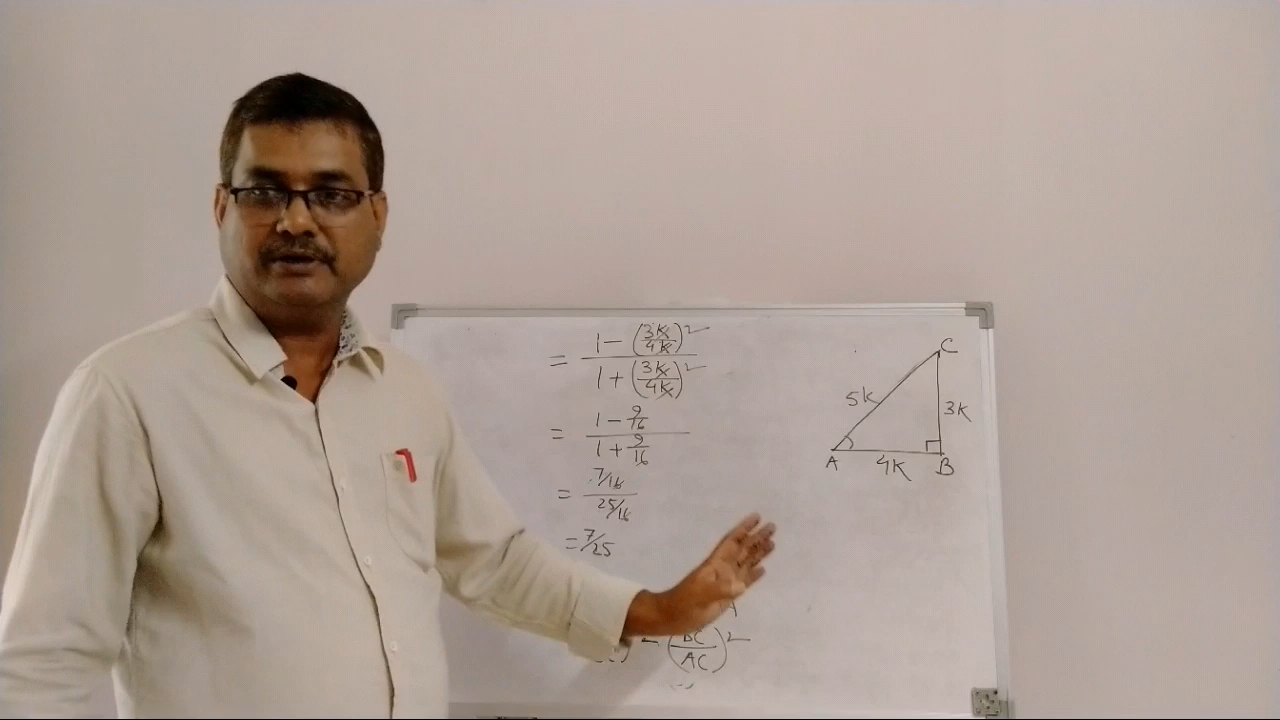 = 1 - (3K/4K)²/1 + (3K/4K)²
= 1 - 9/16/1 + 9/16
= 7/16/25/16
= 7/25
A
(BC/AC)²
C
5K
3K
A
4K
B